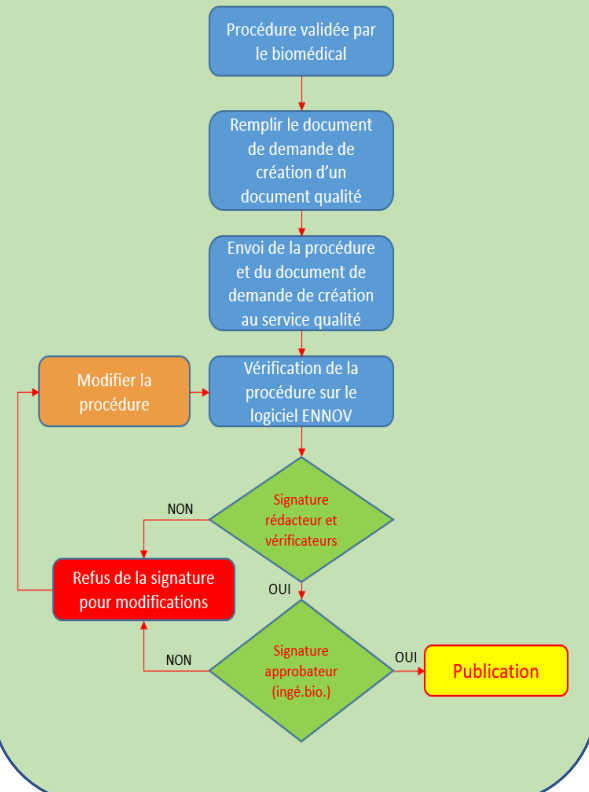 Procédure validée par
le biomédical
Remplir le document
de demande de
création d’un
document qualité
Envoi de la procédure
et du document de
demande de création
au service qualité
Modifier la
procédure
Vérification de la
procédure sur le
logiciel ENNOV
Signature
rédacteur et
vérificateurs
NON
Refus de la signature
pour modifications
OUI
Signature
approbateur
(ingé.bio.)
NON
OUI
Publication